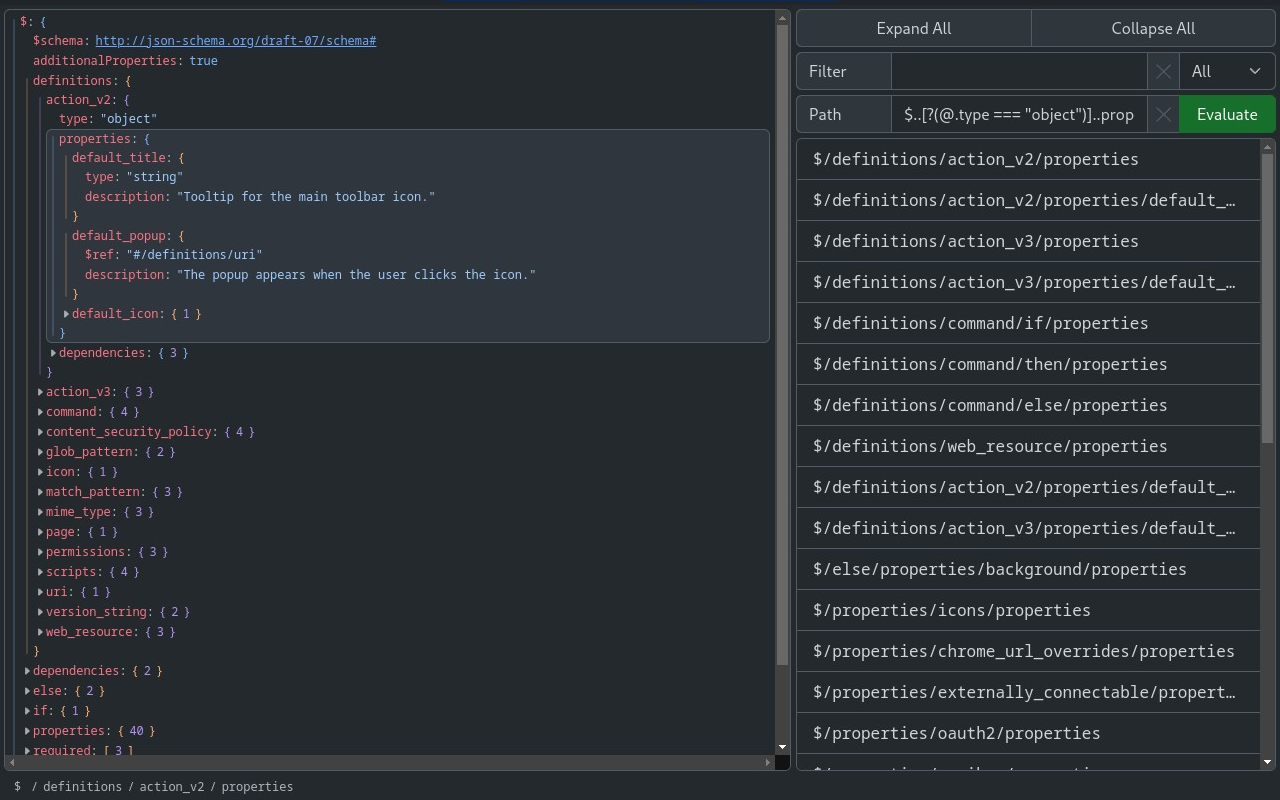 $: {
$schema: http://json-schema.org/draft-07/schema#
additionalProperties: true
definitions: {
action_v2: {
type: "object"
properties: {
default_title: {
type: "string"
description: "Tooltip for the main toolbar icon."
}
default_popup: {
$ref: "#/definitions/uri"
description: "The popup appears when the user clicks the icon."
}
default_icon: { 1 }
}
dependencies: { 3 }
}
action_v3: { 3 }
command: { 4 }
content_security_policy: { 4 }
glob_pattern: { 2 }
icon: { 1 }
match_pattern: { 3 }
mime_type: { 3 }
page: { 1 }
permissions: { 3 }
scripts: { 4 }
uri: { 1 }
version_string: { 2 }
web_resource: { 3 }
}
dependencies: { 2 }
else: { 2 }
if: { 1 }
properties: { 40 }
required: [ 3 ]
Expand All
Collapse All
Filter
All
Path
$..[?(@.type === "object")]..prop
Evaluate
$/definitions/action_v2/properties
$/definitions/action_v2/properties/default_…
$/definitions/action_v3/properties
$/definitions/action_v3/properties/default_…
$/definitions/command/if/properties
$/definitions/command/then/properties
$/definitions/command/else/properties
$/definitions/web_resource/properties
$/definitions/action_v2/properties/default_…
$/definitions/action_v3/properties/default_…
$/else/properties/background/properties
$/properties/icons/properties
$/properties/chrome_url_overrides/properties
$/properties/externally_connectable/propert…
$/properties/oauth2/properties
$ / definitions / action_v2 / properties